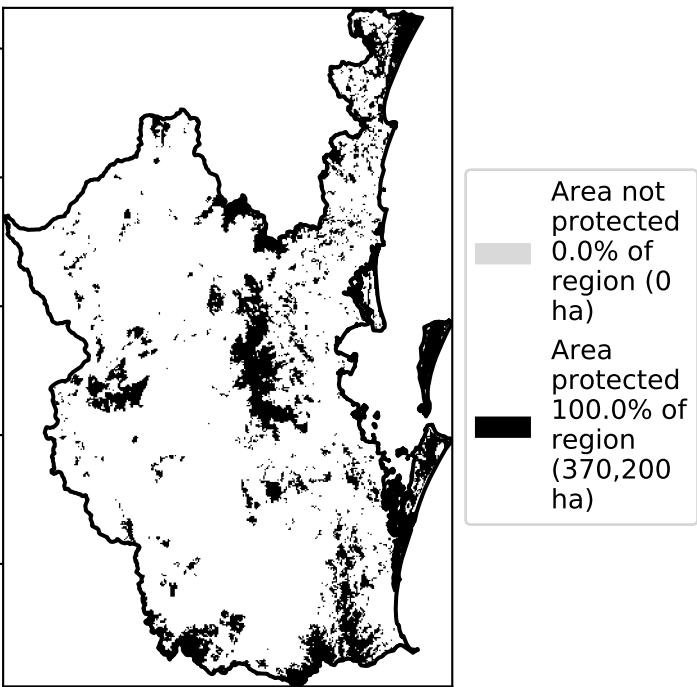 Area not
protected
0.0% of
region (0
ha)
Area
protected
100.0% of
region
(370,200
ha)